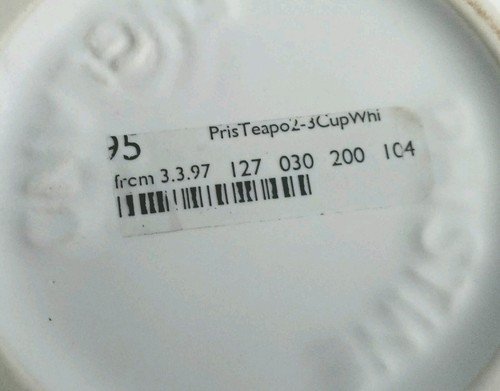 95 PrisTeapo2-3CupWhi
from 3.3.97 127 030 200 104